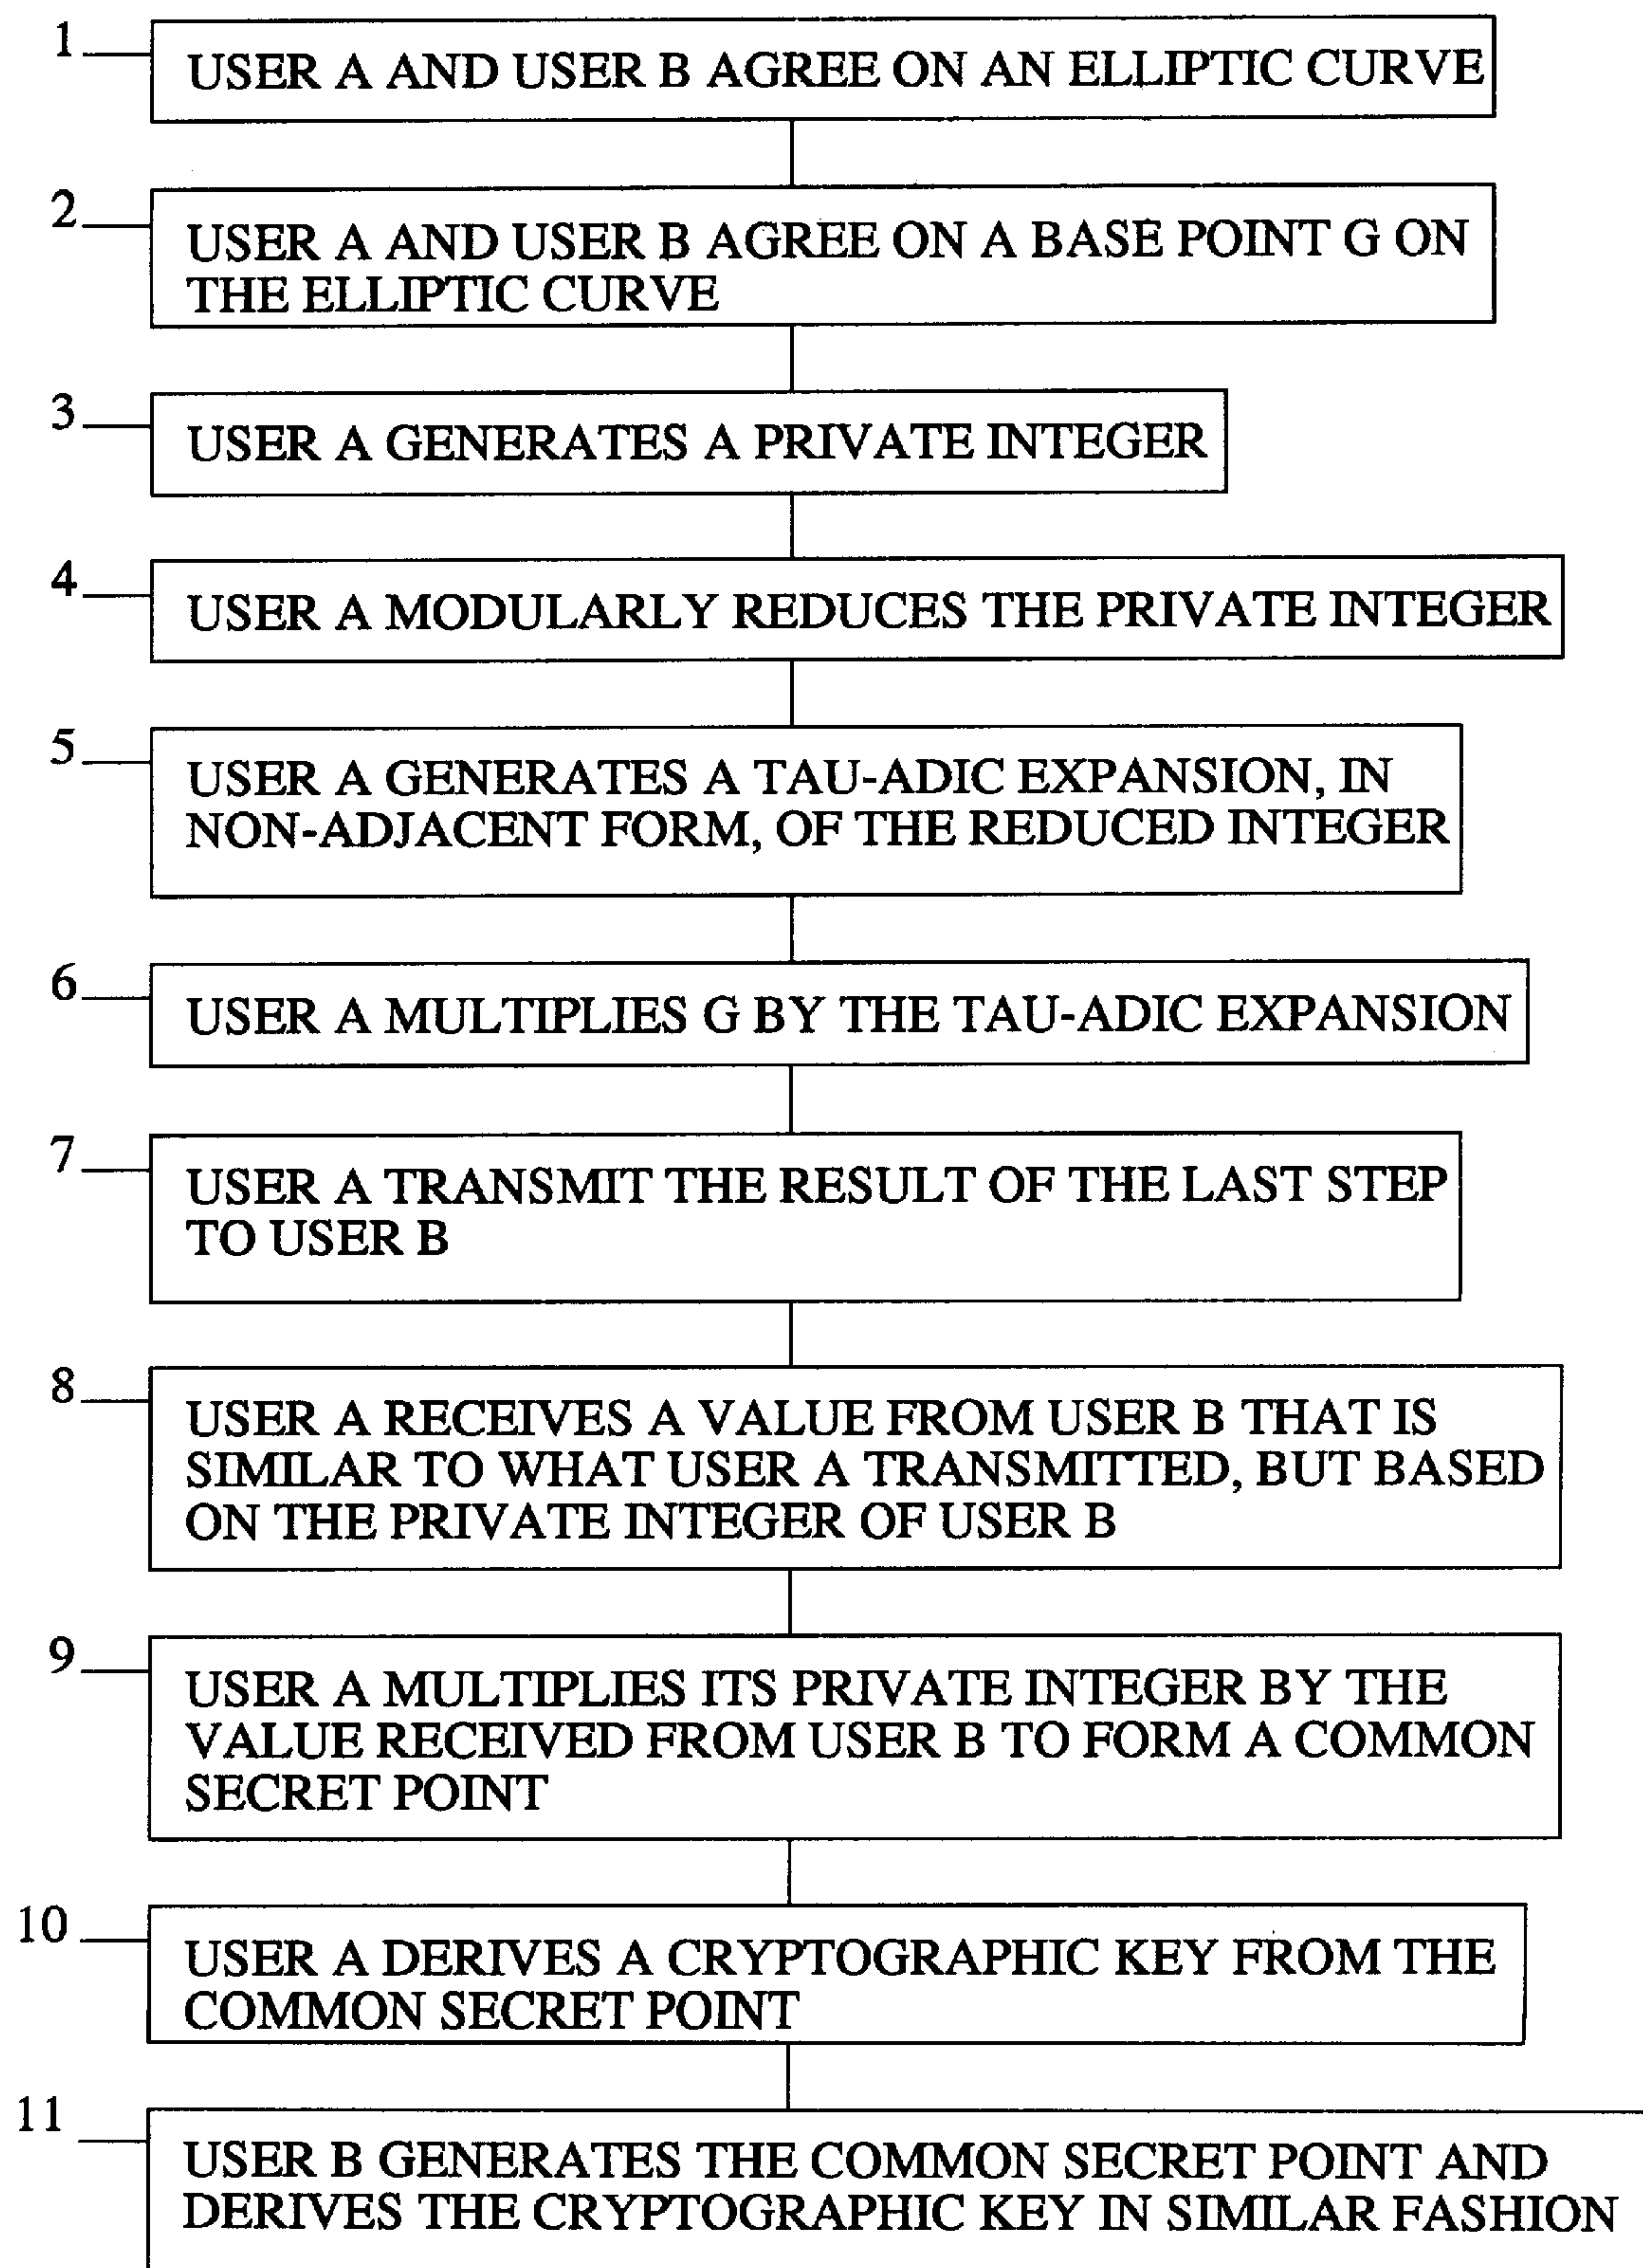 1 USER A AND USER B AGREE ON AN ELLIPTIC CURVE
2 USER A AND USER B AGREE ON A BASE POINT G ON
THE ELLIPTIC CURVE
3 USER A GENERATES A PRIVATE INTEGER
4 USER A MODULARLY REDUCES THE PRIVATE INTEGER
5 USER A GENERATES A TAU-ADIC EXPANSION, IN
NON-ADJACENT FORM, OF THE REDUCED INTEGER
6 USER A MULTIPLIES G BY THE TAU-ADIC EXPANSION
7 USER A TRANSMIT THE RESULT OF THE LAST STEP
TO USER B
8 USER A RECEIVES A VALUE FROM USER B THAT IS
SIMILAR TO WHAT USER A TRANSMITTED, BUT BASED
ON THE PRIVATE INTEGER OF USER B
9 USER A MULTIPLIES ITS PRIVATE INTEGER BY THE
VALUE RECEIVED FROM USER B TO FORM A COMMON
SECRET POINT
10 USER A DERIVES A CRYPTOGRAPHIC KEY FROM THE
COMMON SECRET POINT
11 USER B GENERATES THE COMMON SECRET POINT AND
DERIVES THE CRYPTOGRAPHIC KEY IN SIMILAR FASHION